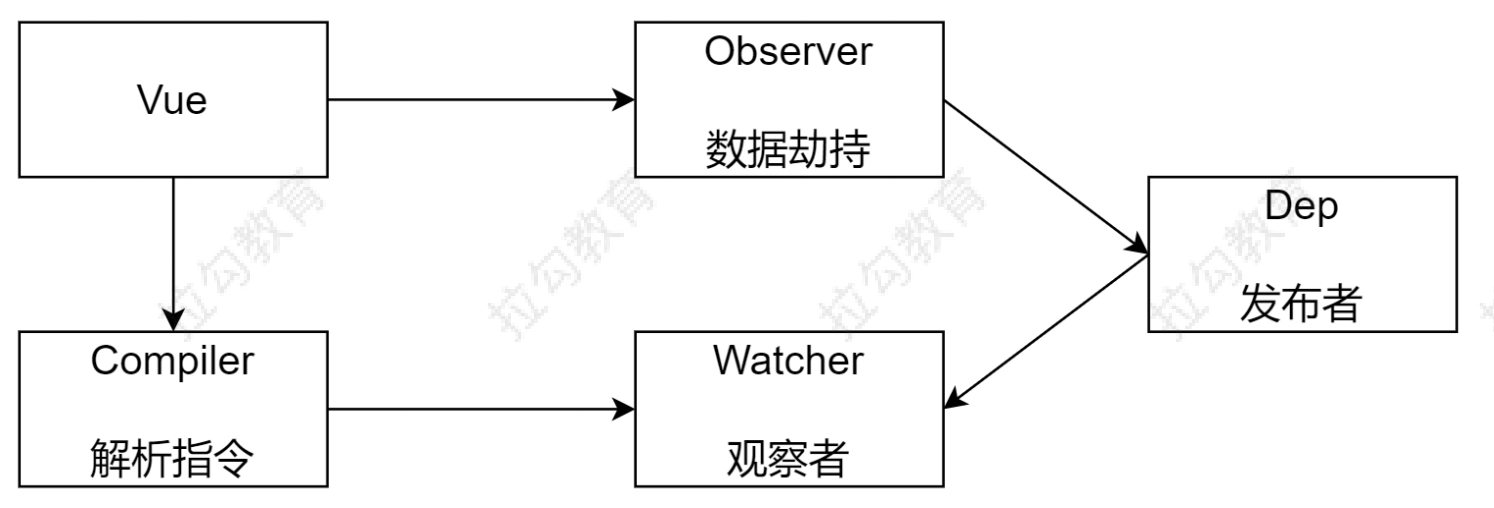 Vue
Observer
数据劫持
Dep
发布者
Compiler
解析指令
Watcher
观察者
拉勾教育
拉勾教育
拉勾教育
拉勾教育